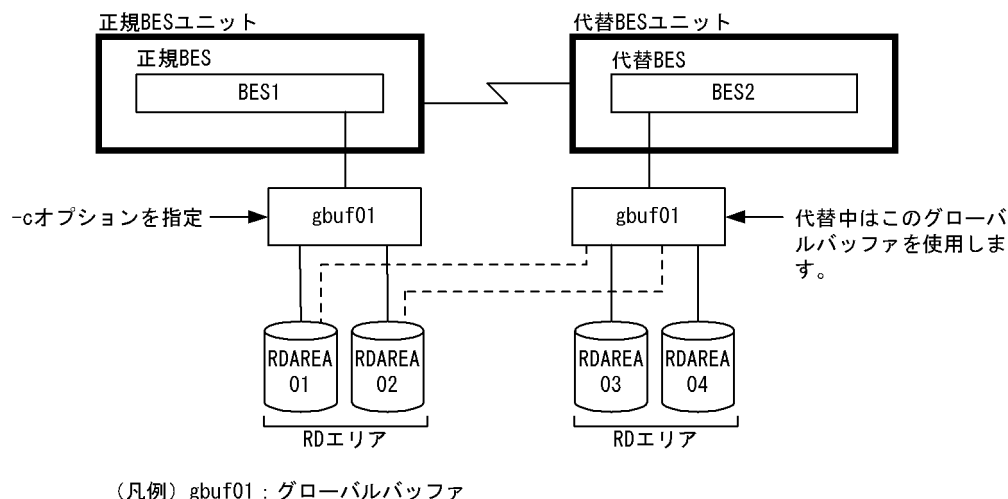 正規BESユニット
代替BESユニット
正規BES
代替BES
BES1
BES2
-cオプションを指定
gbuf01
gbuf01
代替中はこのグローバ
ルバッファを使用しま
す。
RDAREA
01
RDAREA
02
RDAREA
03
RDAREA
04
RDエリア
RDエリア
(凡例) gbuf01:グローバルバッファ